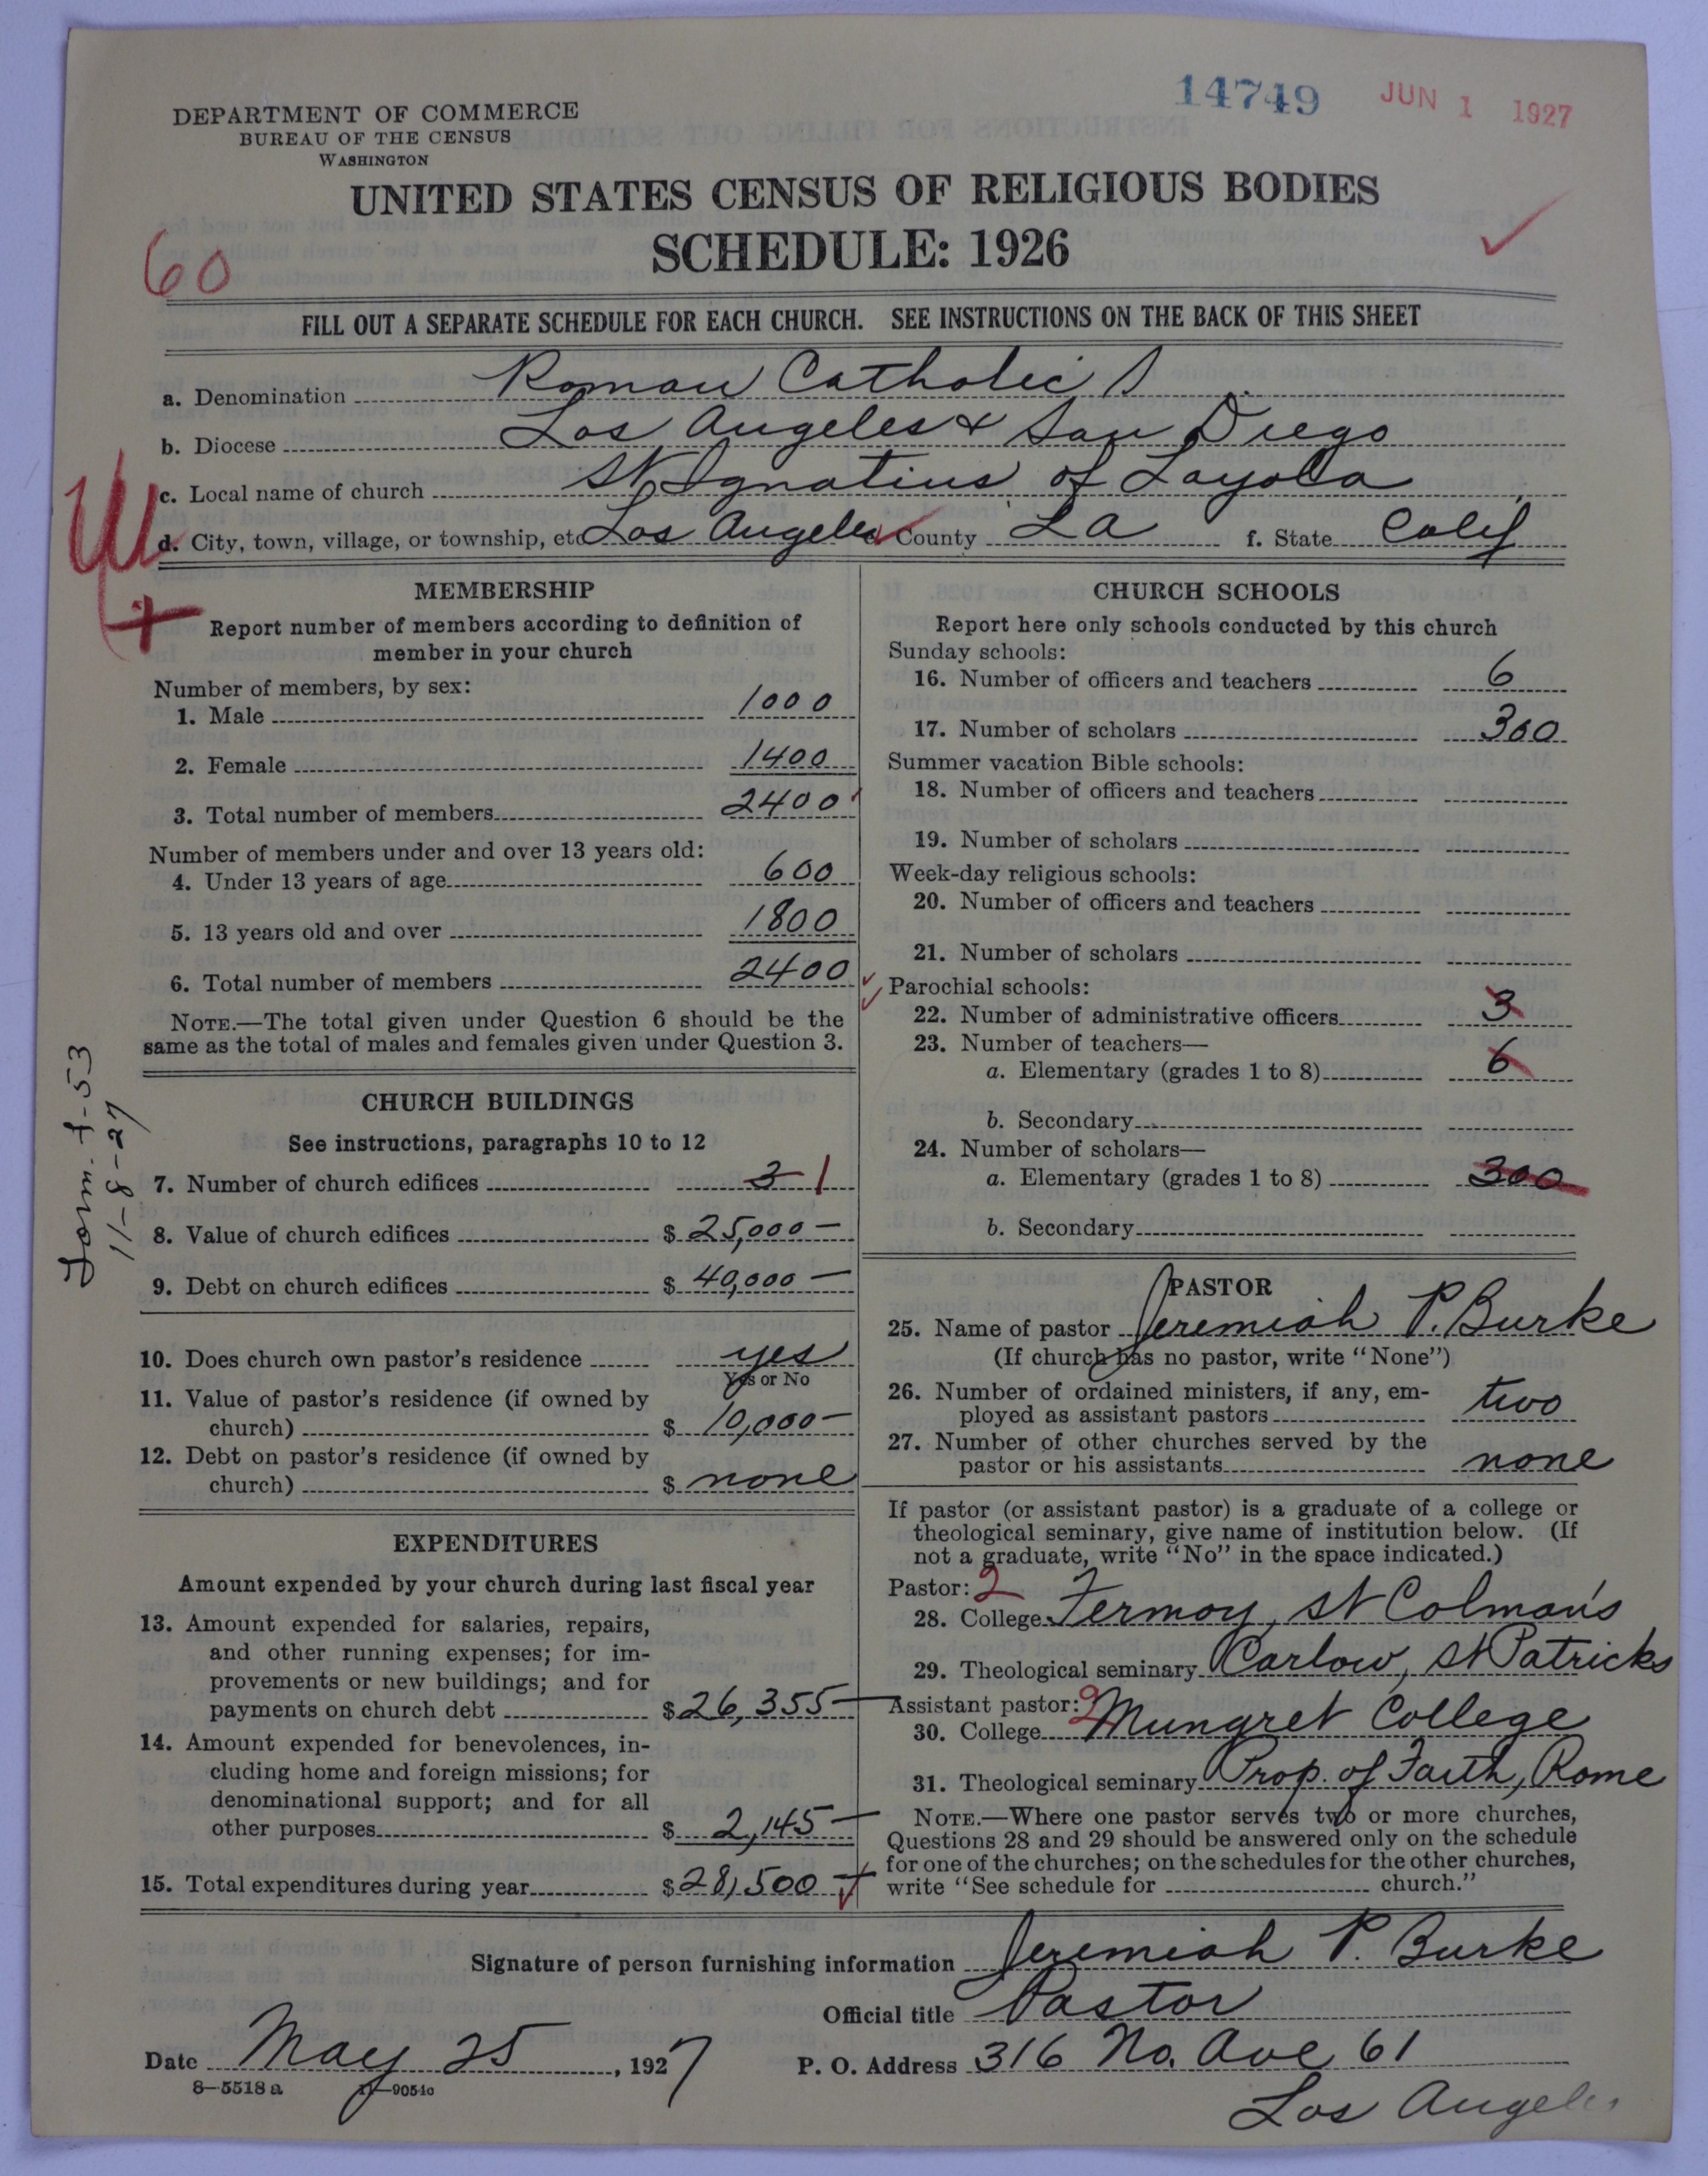 14749 JUN 1 1927
DEPARTMENT OF COMMERCE
BUREAU OF THE CENSUS
WASHINGTON
UNITED STATES CENSUS OF RELIGIOUS BODIES
SCHEDULE: 1926
60
FILL OUT A SEPARATE SCHEDULE FOR EACH CHURCH. SEE INSTRUCTIONS ON THE BACK OF THIS SHEET
a. Denomination Roman Catholic
b. Diocese Los Angeles & San Diego
c. Local name of church St Ignatius of Loyola
d. City, town, village, or township, etc Los Angeles County LA f. State Calif
MEMBERSHIP
Report number of members according to definition of
member in your church
Number of members, by sex:
1. Male 1000
2. Female 1400
3. Total number of members 2400
Number of members under and over 13 years old:
4. Under 13 years of age 600
5. 13 years old and over 1800
6. Total number of members 2400
NOTE.—The total given under Question 6 should be the
same as the total of males and females given under Question 3.
CHURCH BUILDINGS
See instructions, paragraphs 10 to 12
7. Number of church edifices 3 1
8. Value of church edifices $ 25,000—
9. Debt on church edifices $ 40,000—
10. Does church own pastor's residence yes
Yes or No
11. Value of pastor's residence (if owned by
church) $ 10,000—
12. Debt on pastor's residence (if owned by
church) $ none
EXPENDITURES
Amount expended by your church during last fiscal year
13. Amount expended for salaries, repairs,
and other running expenses; for im-
provements or new buildings; and for
payments on church debt $ 26,355—
14. Amount expended for benevolences, in-
cluding home and foreign missions; for
denominational support; and for all
other purposes $ 2,145—
15. Total expenditures during year $ 28,500—
11-8-27
CHURCH SCHOOLS
Report here only schools conducted by this church
Sunday schools:
16. Number of officers and teachers 6
17. Number of scholars 300
Summer vacation Bible schools:
18. Number of officers and teachers
19. Number of scholars
Week-day religious schools:
20. Number of officers and teachers
21. Number of scholars
Parochial schools:
22. Number of administrative officers 3
23. Number of teachers—
a. Elementary (grades 1 to 8) 6
b. Secondary
24. Number of scholars—
a. Elementary (grades 1 to 8) 300
b. Secondary
PASTOR
25. Name of pastor Jeremiah P. Burke
(If church has no pastor, write "None")
26. Number of ordained ministers, if any, em-
ployed as assistant pastors two
27. Number of other churches served by the
pastor or his assistants none
If pastor (or assistant pastor) is a graduate of a college or
theological seminary, give name of institution below. (If
not a graduate, write "No" in the space indicated.)
Pastor: 2
28. College Fermoy, St Colman's
29. Theological seminary Carlow, St Patricks
Assistant pastor: 2
30. College Mungret College
31. Theological seminary Prop. of Faith, Rome
NOTE.—Where one pastor serves two or more churches,
Questions 28 and 29 should be answered only on the schedule
for one of the churches; on the schedules for the other churches,
write "See schedule for church."
Signature of person furnishing information Jeremiah P. Burke
Official title Pastor
Date May 25, 1927 P. O. Address 316 No. Ave 61
8—5518 a Los Angeles